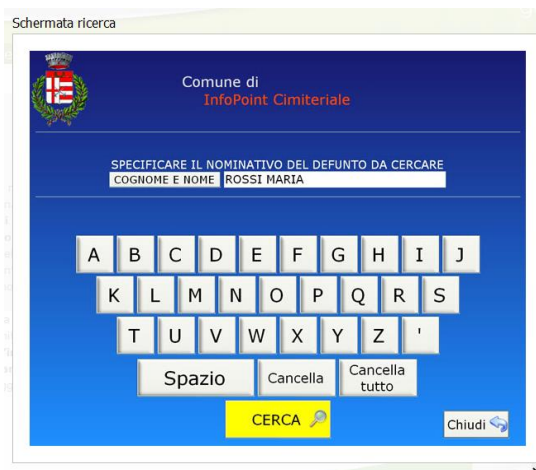 Schermata ricerca
Comune di
InfoPoint Cimiteriale
SPECIFICARE IL NOMINATIVO DEL DEFUNTO DA CERCARE
COGNOME E NOME ROSSI MARIA
A B C D E F G H I J
K L M N O P Q R S
T U V W X Y Z '
Spazio Cancella Cancella tutto
CERCA
Chiudi